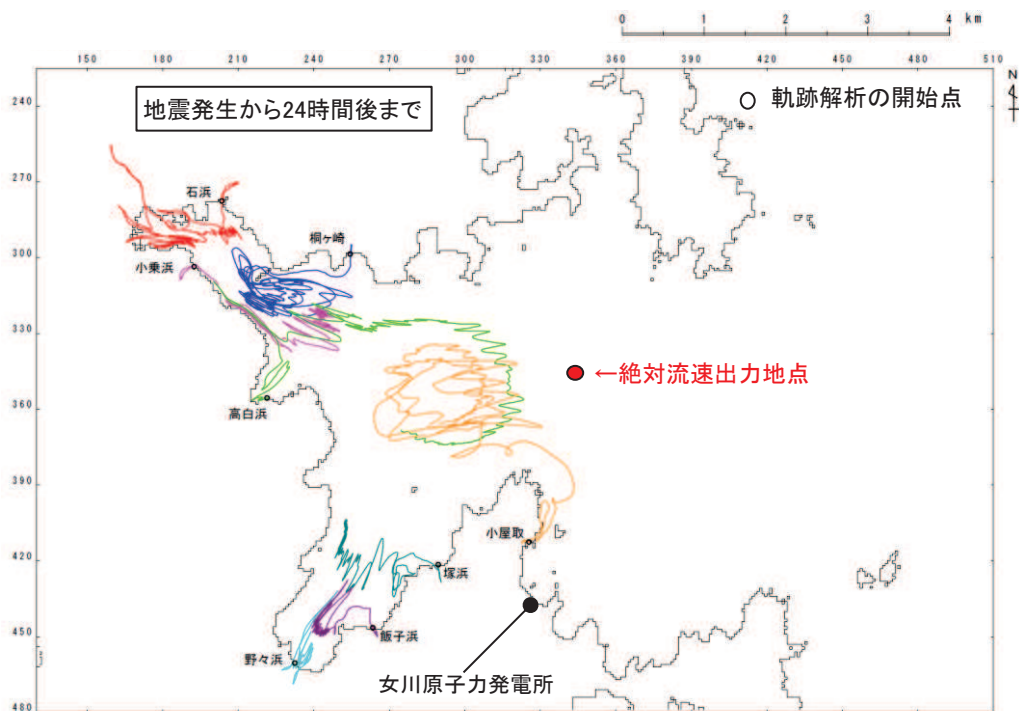 0 1 2 3 4 km
150 180 210 240 270 300 330 360 390 420 450 480 510
N
240
270
300
330
360
390
420
450
480
地震発生から24時間後まで
軌跡解析の開始点
石浜
桐ヶ崎
小乗浜
←絶対流速出力地点
高白浜
小屋取
塚浜
飯子浜
野々浜
女川原子力発電所